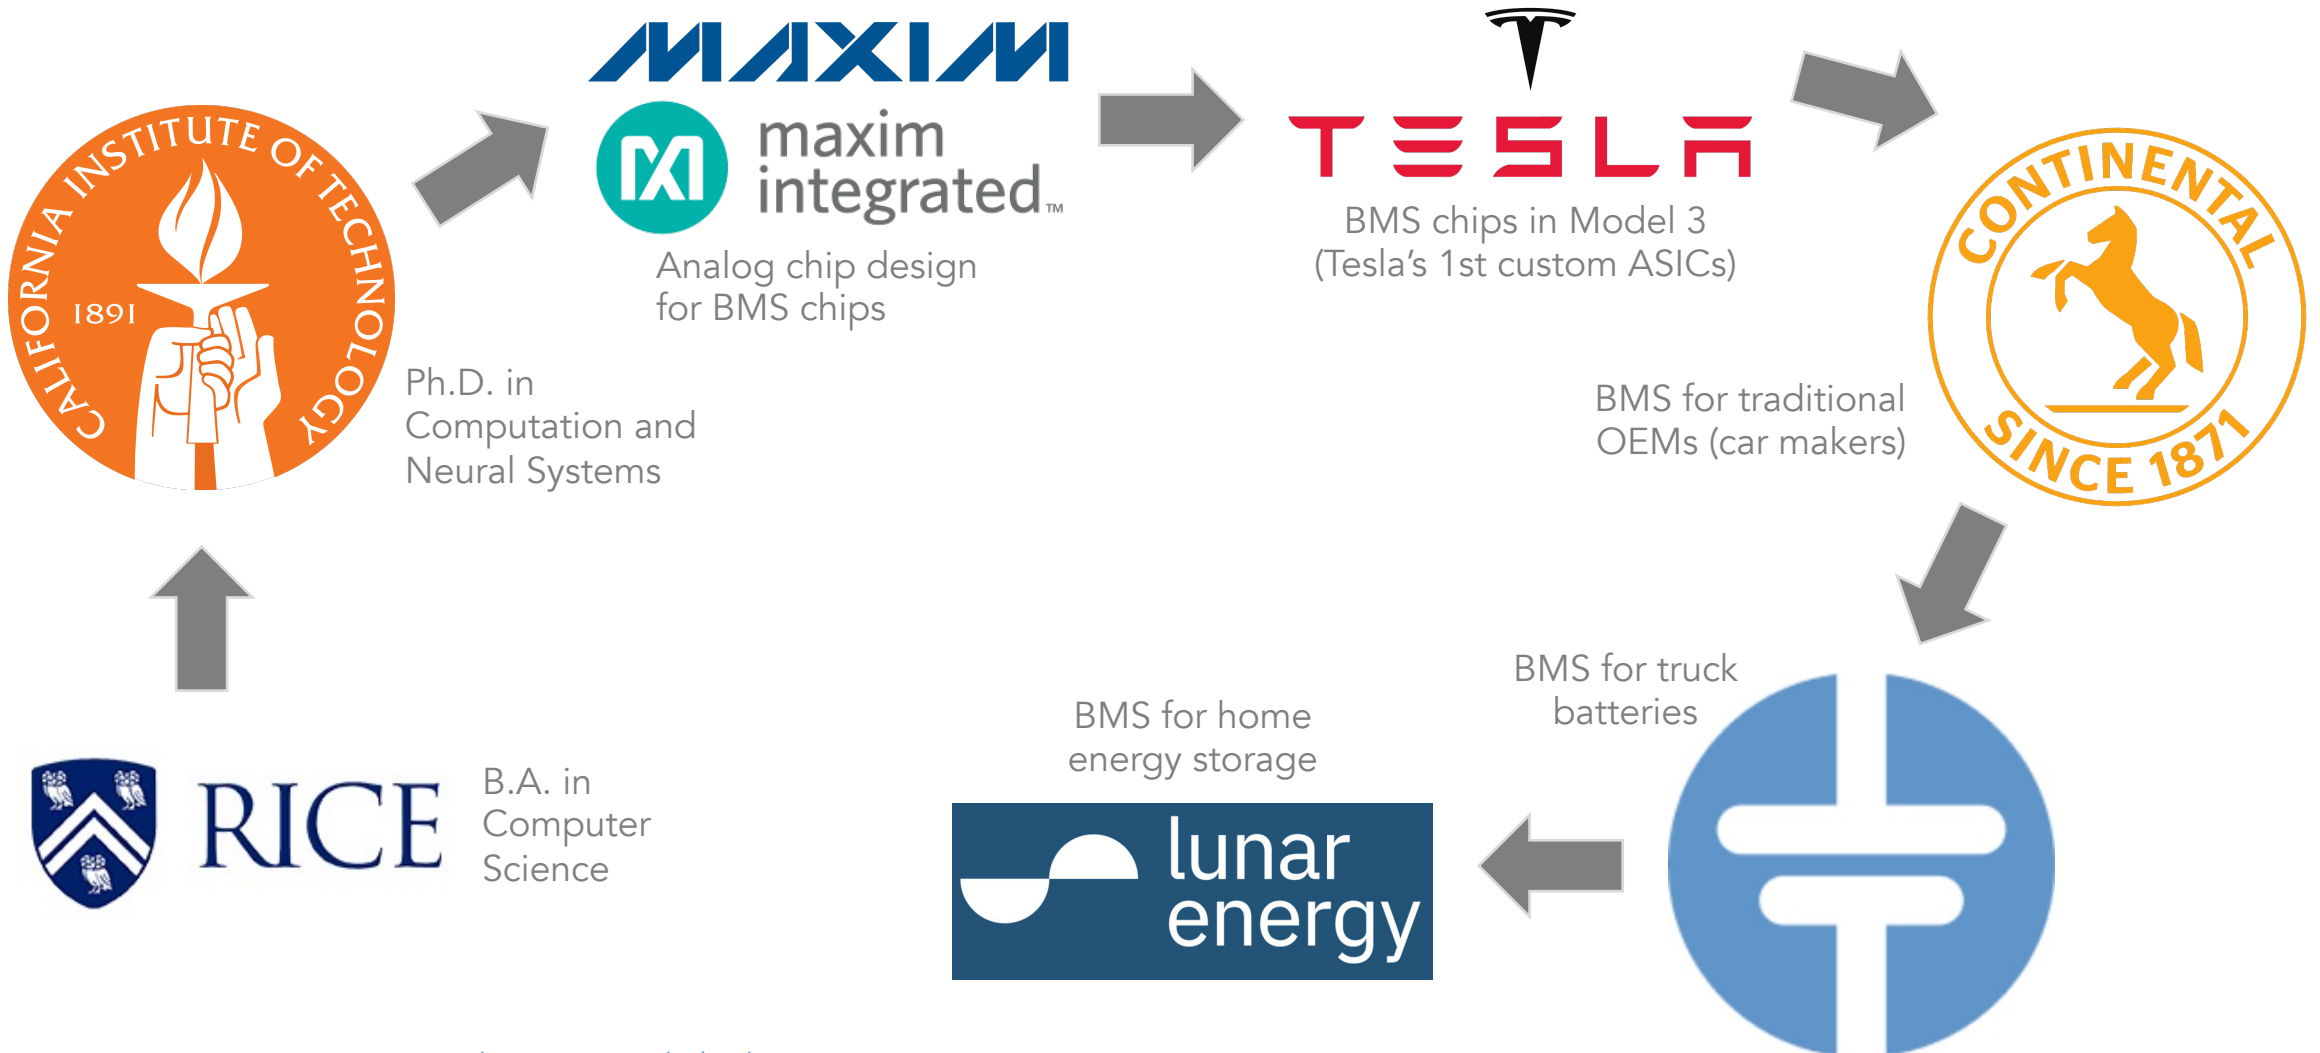 CALIFORNIA INSTITUTE OF TECHNOLOGY
1891
Ph.D. in
Computation and
Neural Systems
MAXIM
maxim
integrated™
Analog chip design
for BMS chips
TESLA
BMS chips in Model 3
(Tesla’s 1st custom ASICs)
CONTINENTAL
SINCE 1871
BMS for traditional
OEMs (car makers)
BMS for truck
batteries
BMS for home
energy storage
lunar
energy
RICE
B.A. in
Computer
Science